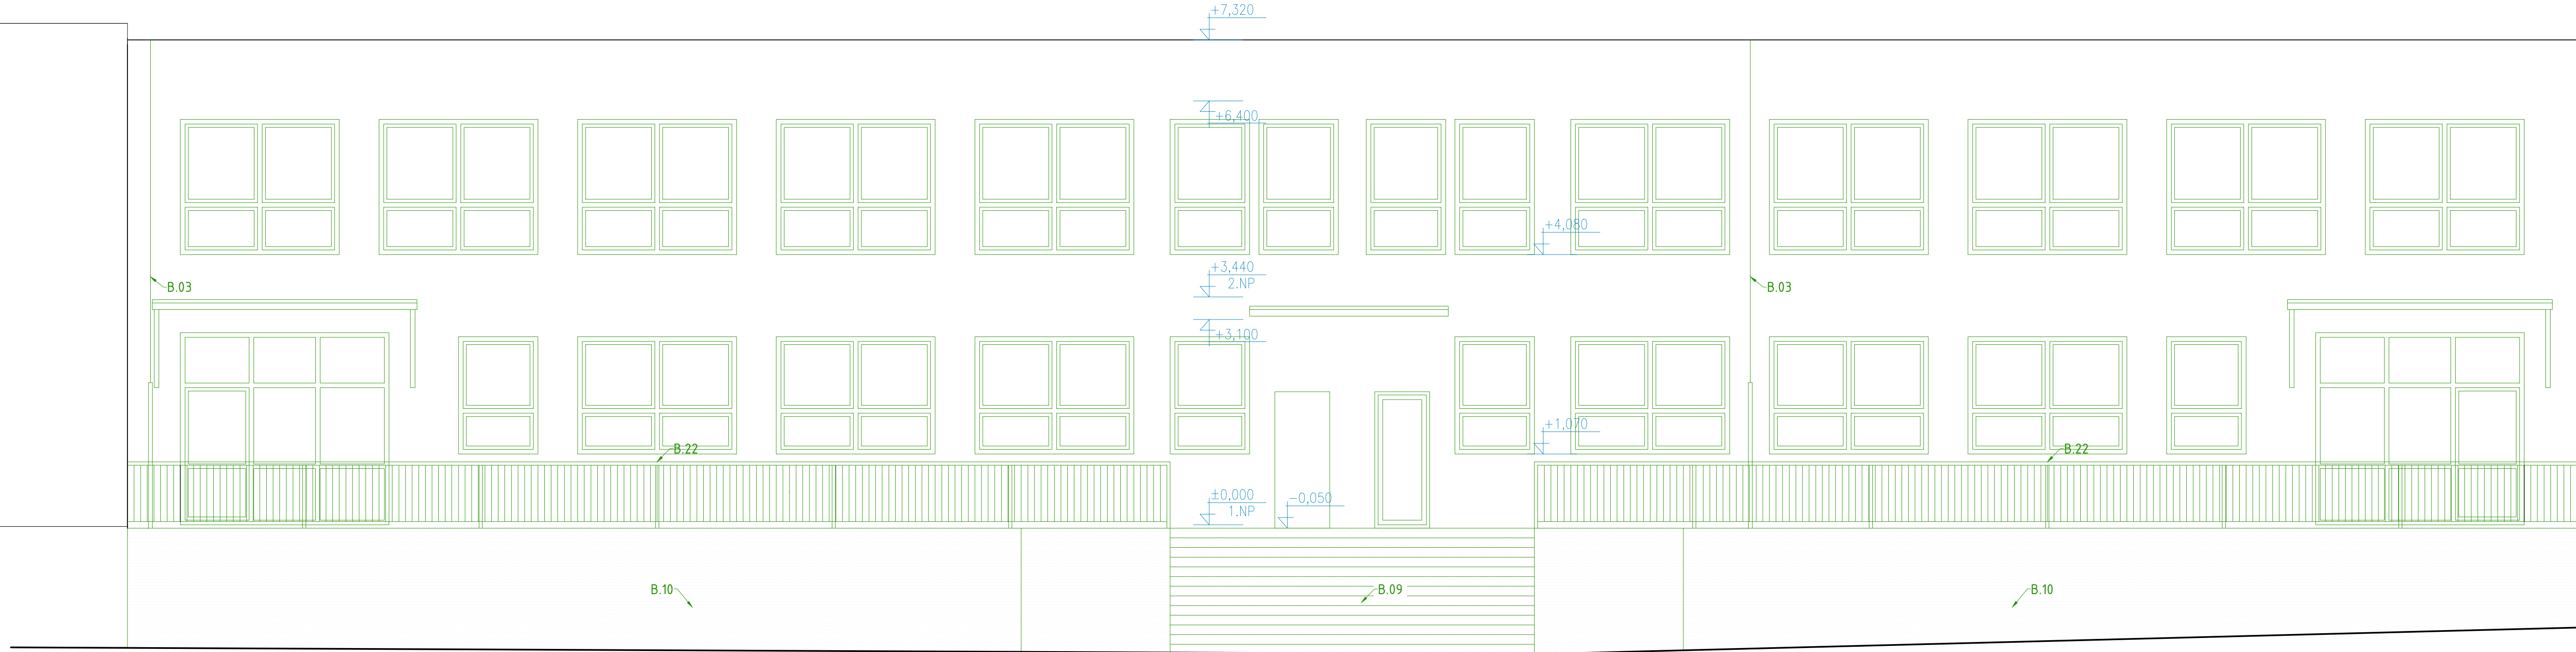 +7,320
+6,400
+4,080
+3,440
2.NP
B.03
B.03
+3,100
+1,070
B.22
B.22
±0,000
1.NP
-0,050
B.10
B.09
B.10